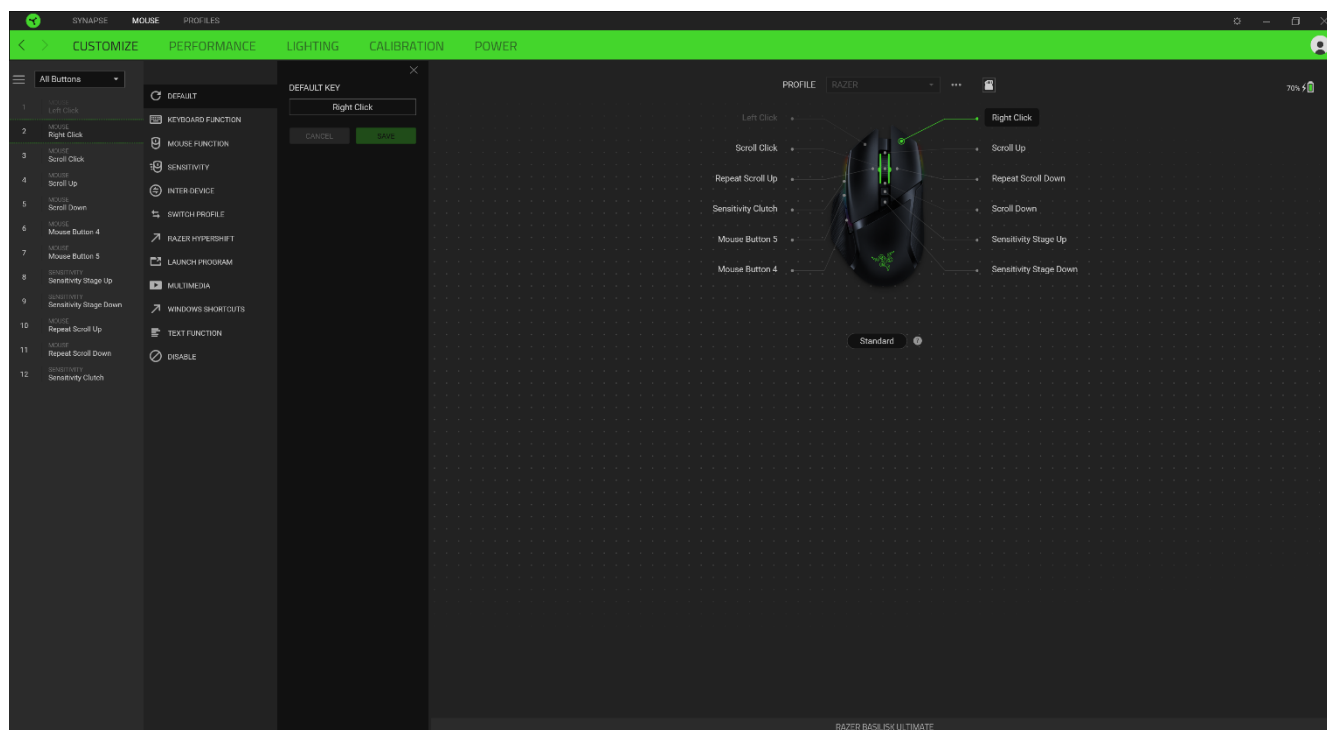 SYNAPSE MOUSE PROFILES
CUSTOMIZE PERFORMANCE LIGHTING CALIBRATION POWER
All Buttons
1 MOUSE
Left Click
2 MOUSE
Right Click
3 MOUSE
Scroll Click
4 MOUSE
Scroll Up
5 MOUSE
Scroll Down
6 MOUSE
Mouse Button 4
7 MOUSE
Mouse Button 5
8 SENSITIVITY
Sensitivity Stage Up
9 SENSITIVITY
Sensitivity Stage Down
10 MOUSE
Repeat Scroll Up
11 MOUSE
Repeat Scroll Down
12 SENSITIVITY
Sensitivity Clutch
DEFAULT
KEYBOARD FUNCTION
MOUSE FUNCTION
SENSITIVITY
INTER-DEVICE
SWITCH PROFILE
RAZER HYPERSHIFT
LAUNCH PROGRAM
MULTIMEDIA
WINDOWS SHORTCUTS
TEXT FUNCTION
DISABLE
DEFAULT KEY
Right Click
CANCEL SAVE
PROFILE RAZER
70%
Left Click
Scroll Click
Repeat Scroll Up
Sensitivity Clutch
Mouse Button 5
Mouse Button 4
Right Click
Scroll Up
Repeat Scroll Down
Scroll Down
Sensitivity Stage Up
Sensitivity Stage Down
Standard
RAZER BASILISK ULTIMATE